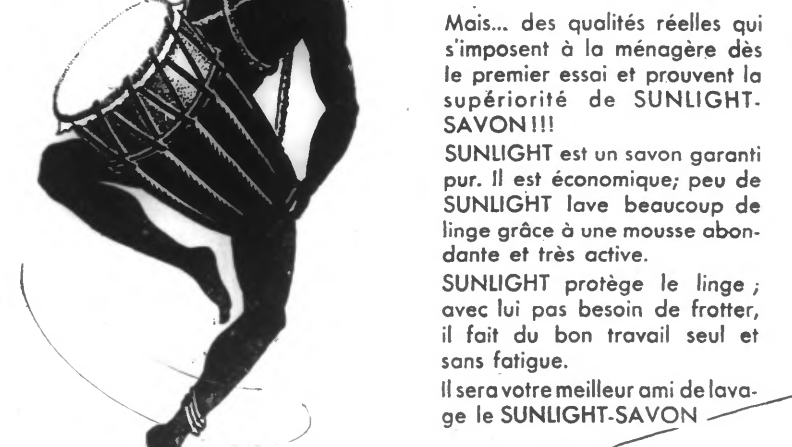 Mais... des qualités réelles qui
s'imposent à la ménagère dès
le premier essai et prouvent la
supériorité de SUNLIGHT-
SAVON!!!
SUNLIGHT est un savon garanti
pur. Il est économique; peu de
SUNLIGHT lave beaucoup de
linge grâce à une mousse abon-
dante et très active.
SUNLIGHT protège le linge ;
avec lui pas besoin de frotter,
il fait du bon travail seul et
sans fatigue.
Il sera votre meilleur ami de lava-
ge le SUNLIGHT-SAVON